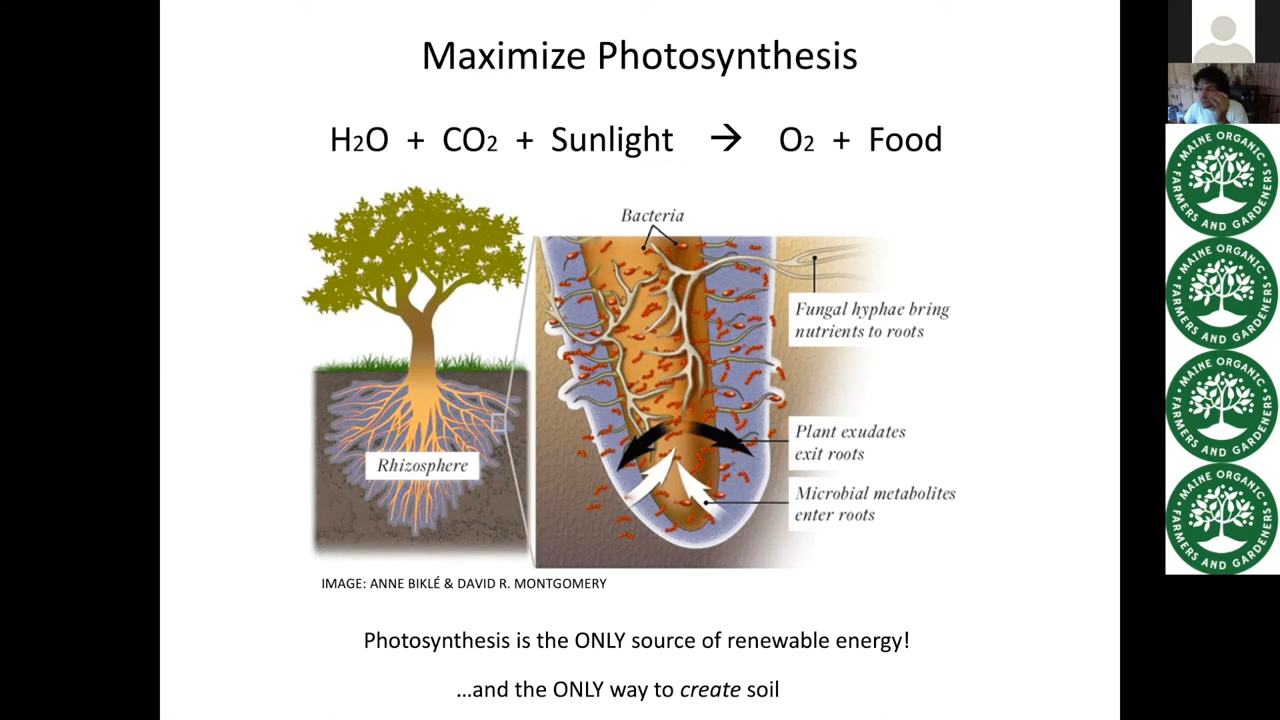 Maximize Photosynthesis
H2O + CO2 + Sunlight → O2 + Food
Bacteria
Fungal hyphae bring
nutrients to roots
Plant exudates
exit roots
Rhizosphere
Microbial metabolites
enter roots
IMAGE: ANNE BIKLÉ & DAVID R. MONTGOMERY
Photosynthesis is the ONLY source of renewable energy!
…and the ONLY way to create soil
MAINE ORGANIC
FARMERS AND GARDENERS
MAINE ORGANIC
FARMERS AND GARDENERS
MAINE ORGANIC
FARMERS AND GARDENERS
MAINE ORGANIC
FARMERS AND GARDENERS